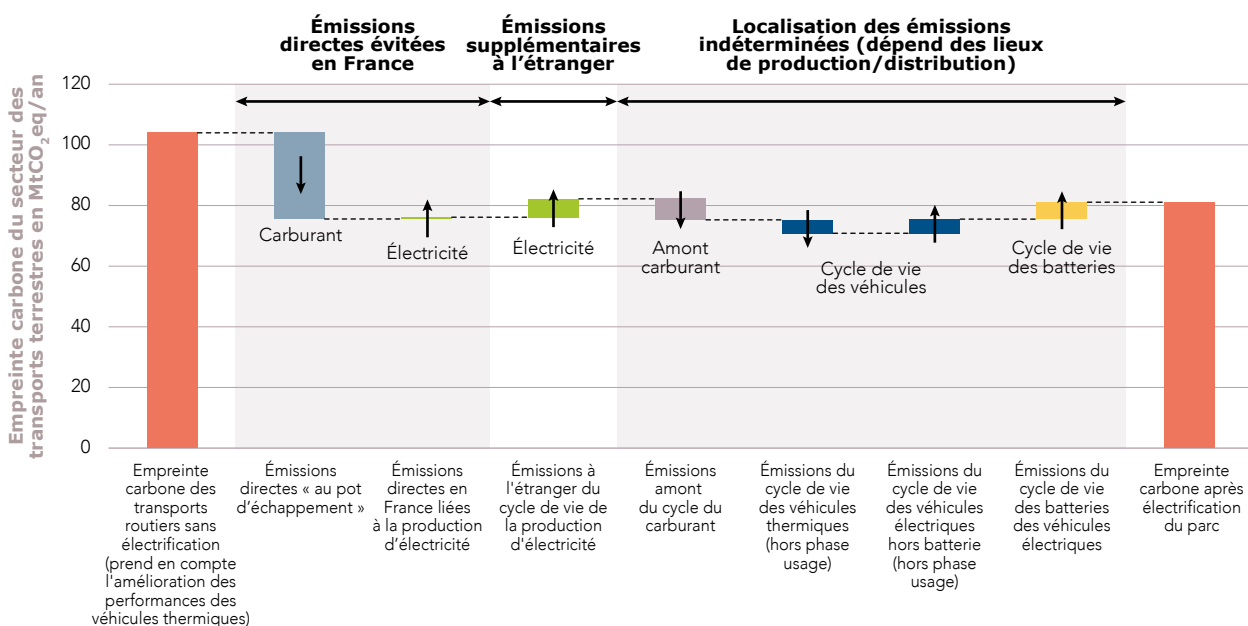 Émissions
directes évitées
en France
Émissions
supplémentaires
à l’étranger
Localisation des émissions
indéterminées (dépend des lieux
de production/distribution)
Empreinte carbone du secteur des
transports terrestres en MtCO2eq/an
120
100
80
60
40
20
0
Carburant
Électricité
Électricité
Amont
carburant
Cycle de vie
des véhicules
Cycle de vie
des batteries
Empreinte
carbone des
transports
routiers sans
électrification
(prend en compte
l'amélioration des
performances des
véhicules thermiques)
Émissions
directes « au pot
d’échappement »
Émissions
directes en
France liées
à la production
d’électricité
Émissions à
l'étranger du
cycle de vie de
la production
d'électricité
Émissions
amont
du cycle du
carburant
Émissions du
cycle de vie
des véhicules
thermiques
(hors phase
usage)
Émissions du
cycle de vie
des véhicules
électriques
hors batterie
(hors phase
usage)
Émissions du
cycle de vie
des batteries
des véhicules
électriques
Empreinte
carbone après
électrification
du parc